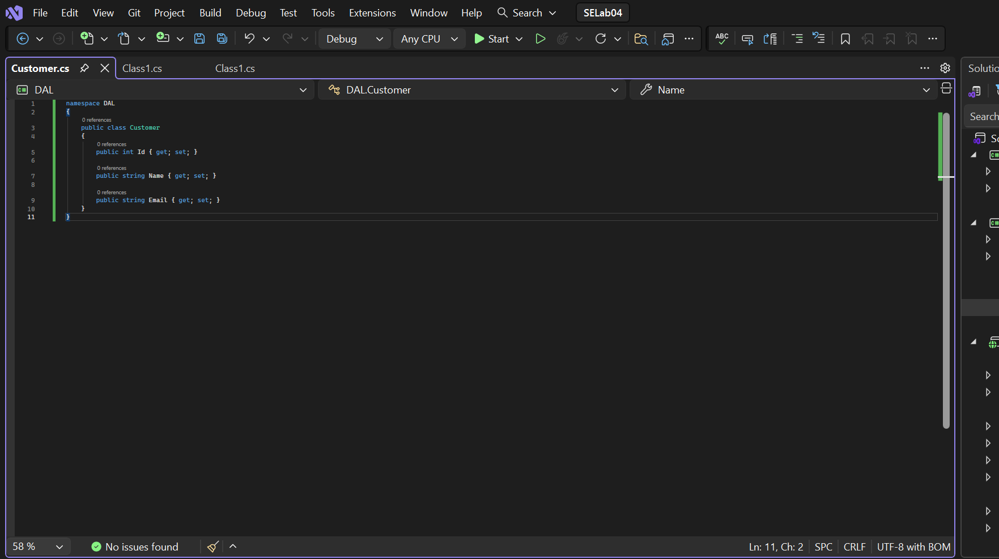 File Edit View Git Project Build Debug Test Tools Extensions Window Help Search SELab04
Debug Any CPU Start ABC
Customer.cs Class1.cs Class1.cs
DAL DAL.Customer Name
1 namespace DAL
2 {
0 references
3 public class Customer
4 {
0 references
5 public int Id { get; set; }
6
0 references
7 public string Name { get; set; }
8
0 references
9 public string Email { get; set; }
10 }
11 }
58 % No issues found Ln: 11, Ch: 2 SPC CRLF UTF-8 with BOM
Solutio
Search
So
C#
C#